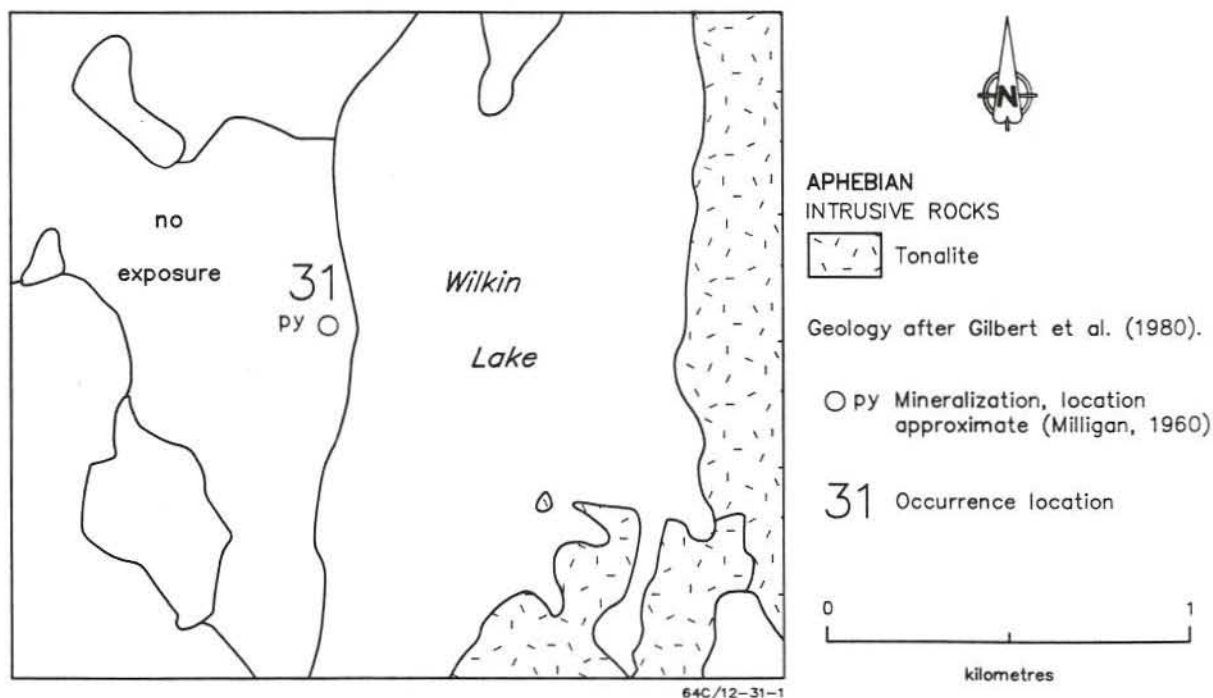 no
exposure
31
py
Wilkin
Lake
N
APHEBIAN
INTRUSIVE ROCKS
Tonalite
Geology after Gilbert et al. (1980).
py Mineralization, location
approximate (Milligan, 1960)
31 Occurrence location
0 1
kilometres
64C/12-31-1